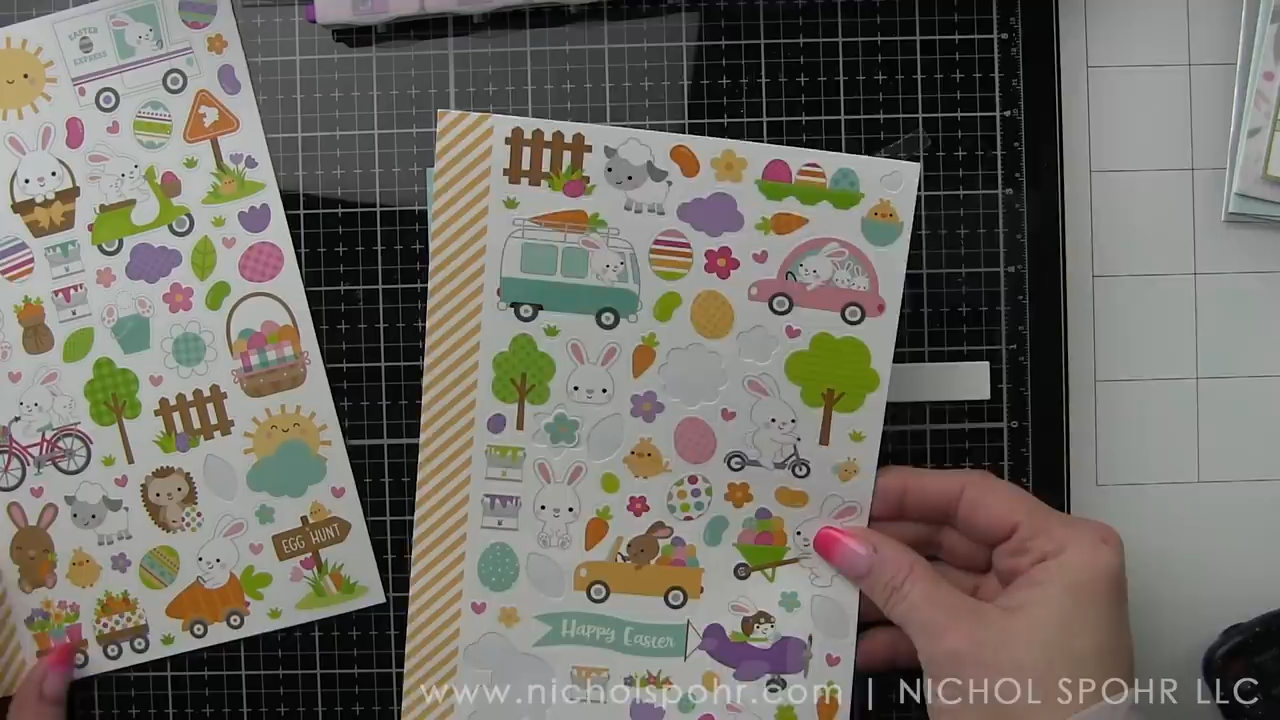 EASTER
EXPRESS
EGG HUNT
Happy Easter
www.nicholspohr.com | NICHOL SPOHR LLC